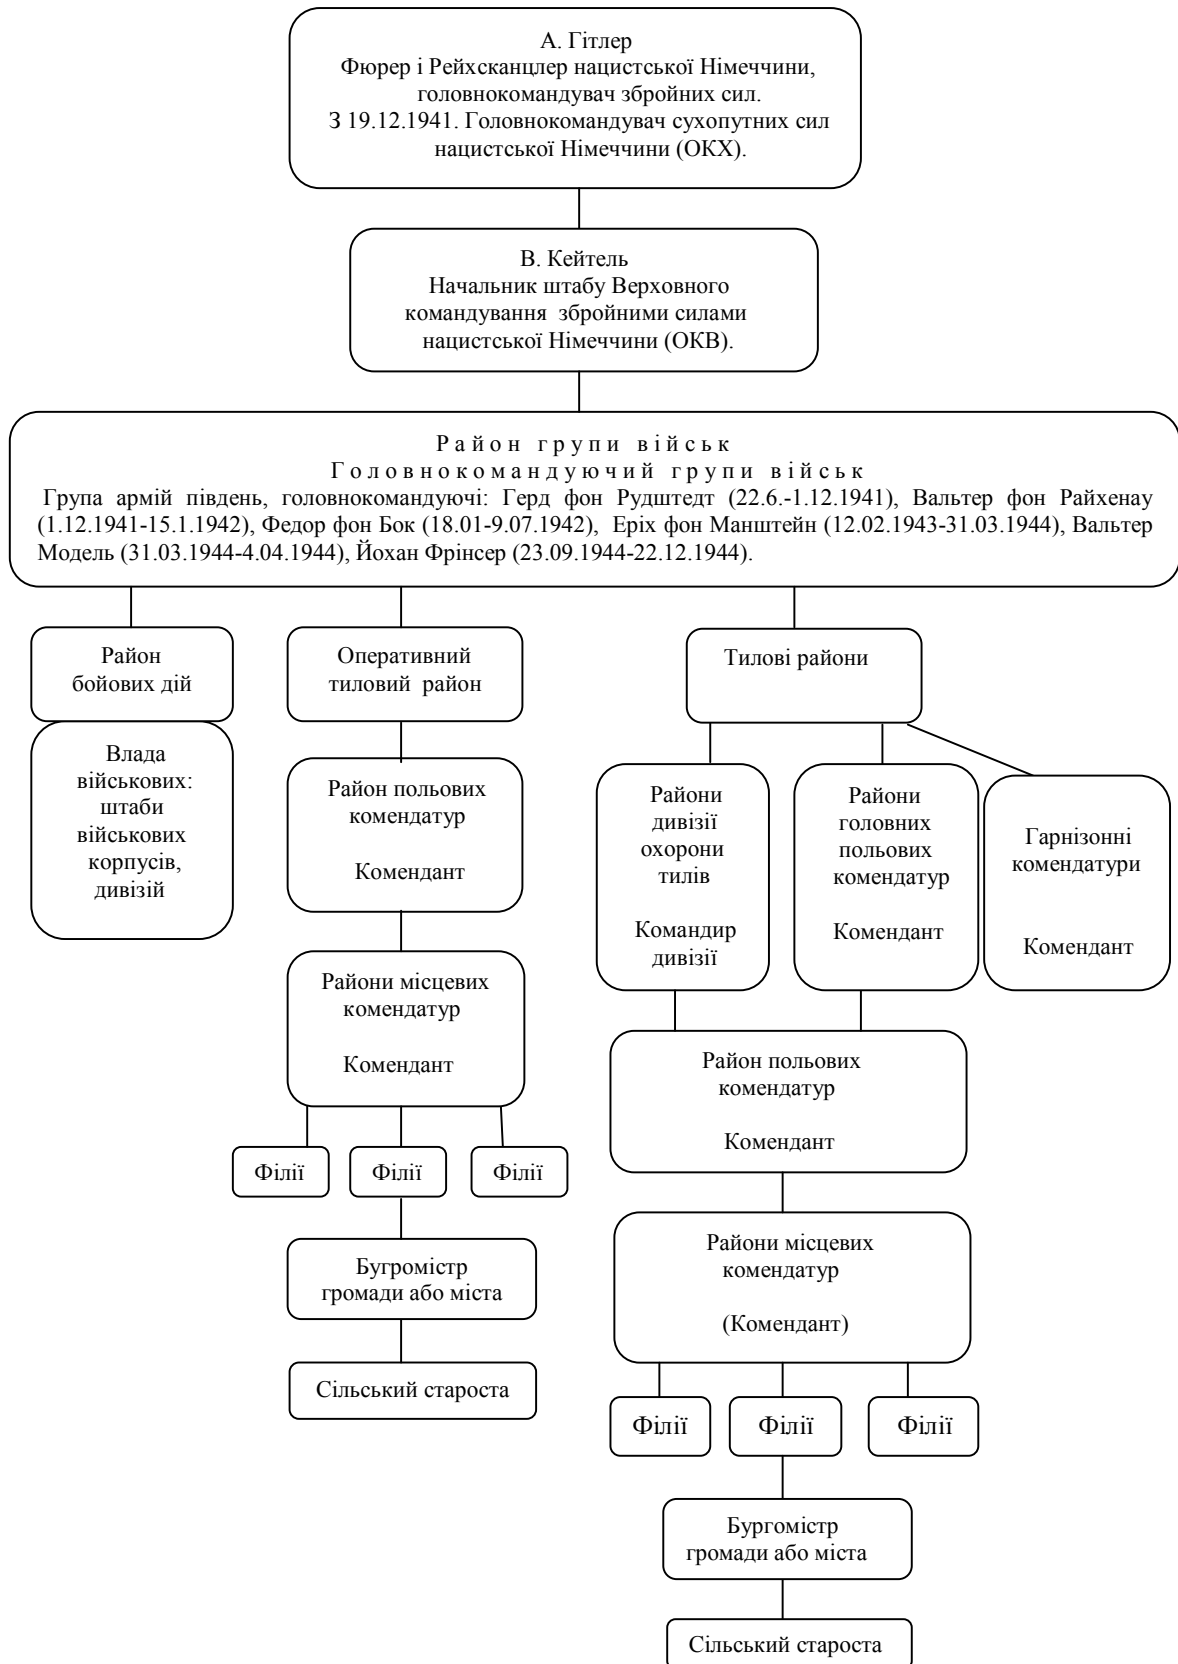 А. Гітлер
Фюрер і Рейхсканцлер нацистської Німеччини,
головнокомандувач збройних сил.
З 19.12.1941. Головнокомандувач сухопутних сил
нацистської Німеччини (ОКХ).
В. Кейтель
Начальник штабу Верховного
командування збройними силами
нацистської Німеччини (ОКВ).
Район групи військ
Головнокомандуючий групи військ
Група армій південь, головнокомандуючі: Герд фон Рудштедт (22.6.-1.12.1941), Вальтер фон Райхенау
(1.12.1941-15.1.1942), Федор фон Бок (18.01-9.07.1942), Еріх фон Манштейн (12.02.1943-31.03.1944), Вальтер
Модель (31.03.1944-4.04.1944), Йохан Фрінсер (23.09.1944-22.12.1944).
Район
бойових дій
Влада
військових:
штаби
військових
корпусів,
дивізій
Оперативний
тиловий район
Район польових
комендатур
Комендант
Райони місцевих
комендатур
Комендант
Філії
Філії
Філії
Бугромістр
громади або міста
Сільський староста
Тилові райони
Райони
дивізії
охорони
тилів
Командир
дивізії
Райони
головних
польових
комендатур
Комендант
Гарнізонні
комендатури
Комендант
Район польових
комендатур
Комендант
Райони місцевих
комендатур
(Комендант)
Філії
Філії
Філії
Бургомістр
громади або міста
Сільський староста